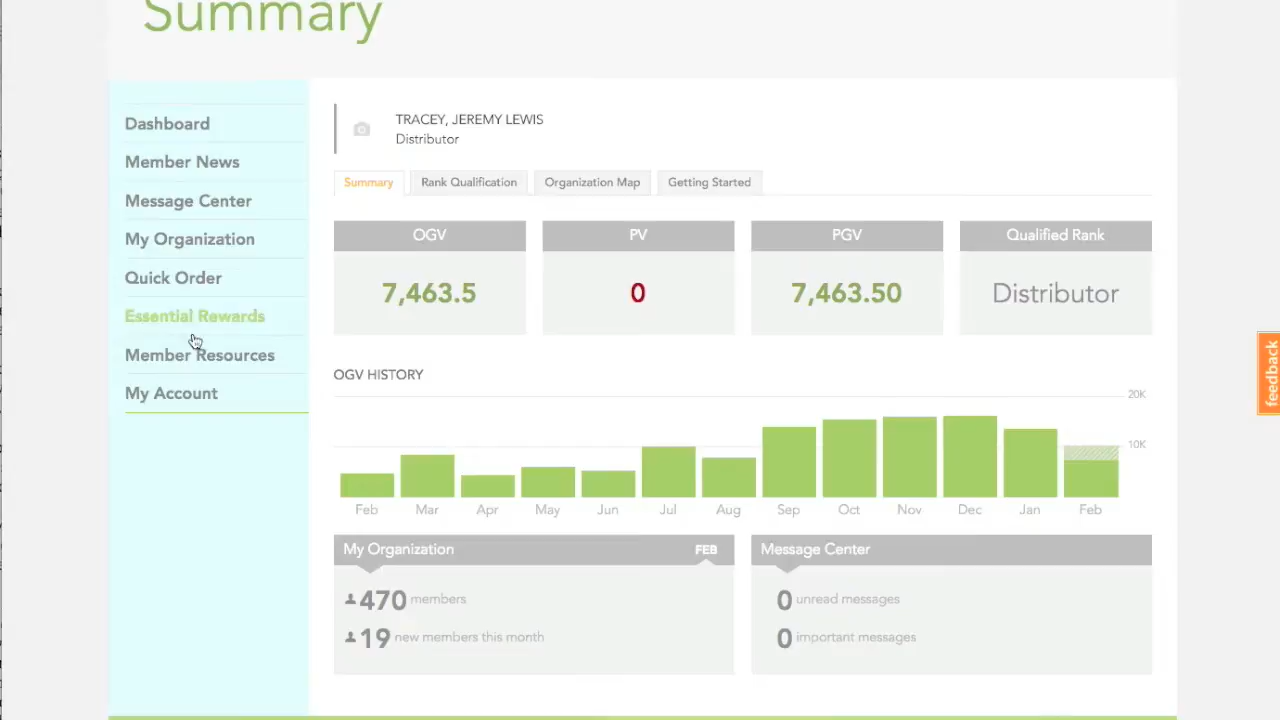 Summary
Dashboard
Member News
Message Center
My Organization
Quick Order
Essential Rewards
Member Resources
My Account
TRACEY, JEREMY LEWIS
Distributor
Summary
Rank Qualification
Organization Map
Getting Started
OGV
PV
PGV
Qualified Rank
7,463.5
0
7,463.50
Distributor
OGV HISTORY
20K
10K
Feb
Mar
Apr
May
Jun
Jul
Aug
Sep
Oct
Nov
Dec
Jan
Feb
My Organization
FEB
470 members
19 new members this month
Message Center
0 unread messages
0 important messages
feedback